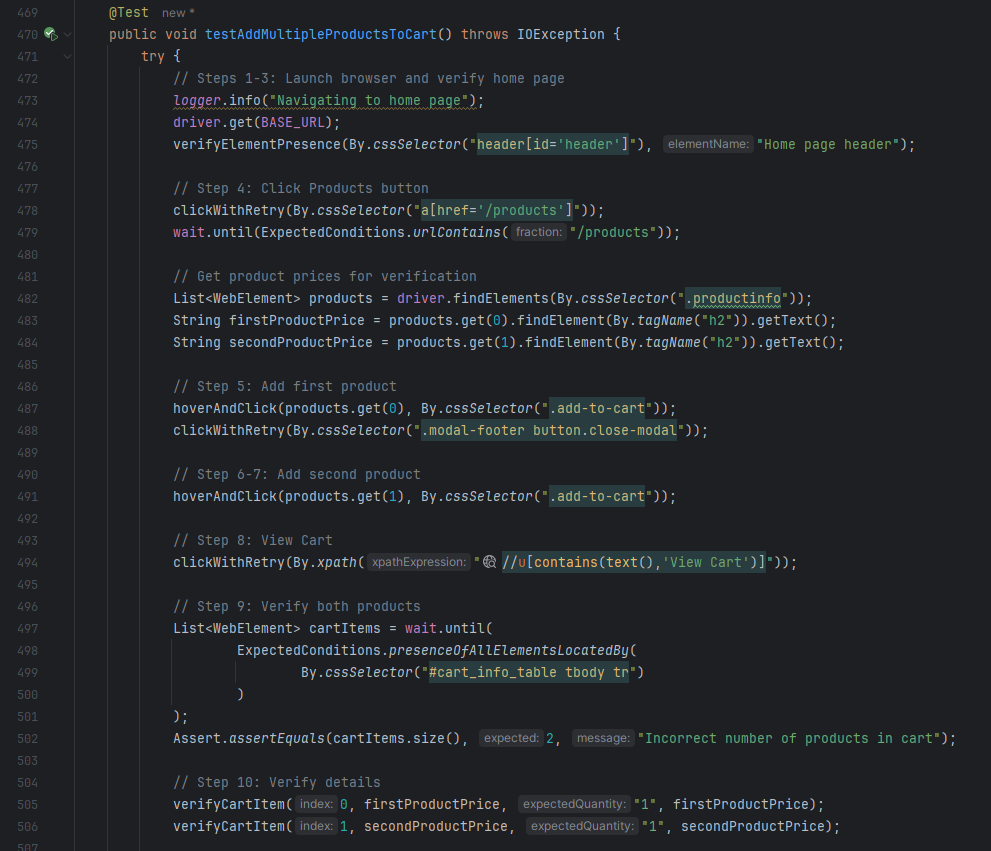 469 @Test new *
470 public void testAddMultipleProductsToCart() throws IOException {
471 try {
472 // Steps 1-3: Launch browser and verify home page
473 logger.info("Navigating to home page");
474 driver.get(BASE_URL);
475 verifyElementPresence(By.cssSelector("header[id='header']"), elementName: "Home page header");
476
477 // Step 4: Click Products button
478 clickWithRetry(By.cssSelector("a[href='/products']"));
479 wait.until(ExpectedConditions.urlContains( fraction: "/products"));
480
481 // Get product prices for verification
482 List<WebElement> products = driver.findElements(By.cssSelector(".productinfo"));
483 String firstProductPrice = products.get(0).findElement(By.tagName("h2")).getText();
484 String secondProductPrice = products.get(1).findElement(By.tagName("h2")).getText();
485
486 // Step 5: Add first product
487 hoverAndClick(products.get(0), By.cssSelector(".add-to-cart"));
488 clickWithRetry(By.cssSelector(".modal-footer button.close-modal"));
489
490 // Step 6-7: Add second product
491 hoverAndClick(products.get(1), By.cssSelector(".add-to-cart"));
492
493 // Step 8: View Cart
494 clickWithRetry(By.xpath( xpathExpression: "//u[contains(text(),'View Cart')]"));
495
496 // Step 9: Verify both products
497 List<WebElement> cartItems = wait.until(
498 ExpectedConditions.presenceOfAllElementsLocatedBy(
499 By.cssSelector("#cart_info_table tbody tr")
500 )
501 );
502 Assert.assertEquals(cartItems.size(), expected: 2, message: "Incorrect number of products in cart");
503
504 // Step 10: Verify details
505 verifyCartItem( index: 0, firstProductPrice, expectedQuantity: "1", firstProductPrice);
506 verifyCartItem( index: 1, secondProductPrice, expectedQuantity: "1", secondProductPrice);
507